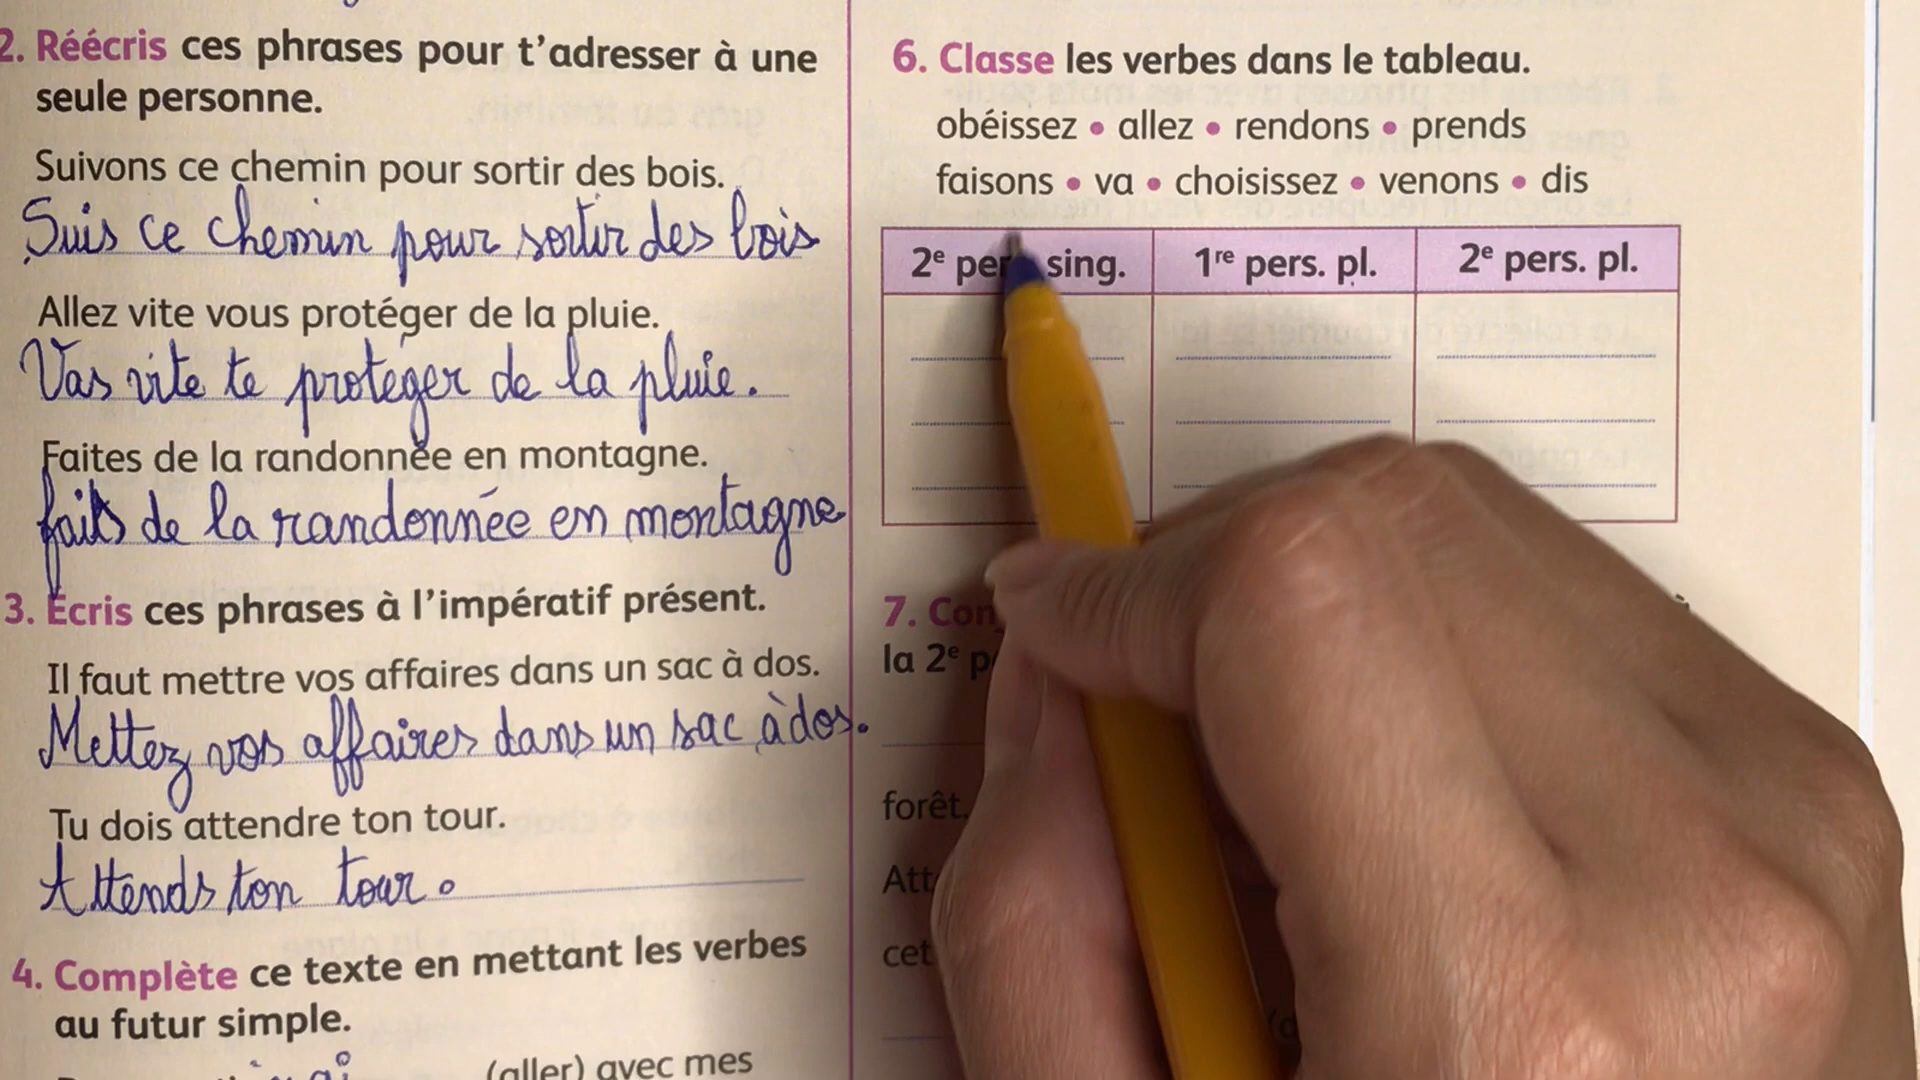 2. Réécris ces phrases pour t’adresser à une
seule personne.
Suivons ce chemin pour sortir des bois.
Suis ce chemin pour sortir des bois
Allez vite vous protéger de la pluie.
Vas vite te protéger de la pluie.
Faites de la randonnée en montagne.
faits de la randonnée en montagne
3. Écris ces phrases à l’impératif présent.
Il faut mettre vos affaires dans un sac à dos.
Mettez vos affaires dans un sac à dos.
Tu dois attendre ton tour.
Attends ton tour.
4. Complète ce texte en mettant les verbes
au futur simple.
(aller) avec mes
6. Classe les verbes dans le tableau.
obéissez • allez • rendons • prends
faisons • va • choisissez • venons • dis
2e sing. 1re pers. pl. 2e pers. pl.
7.
la 2e
forêt.